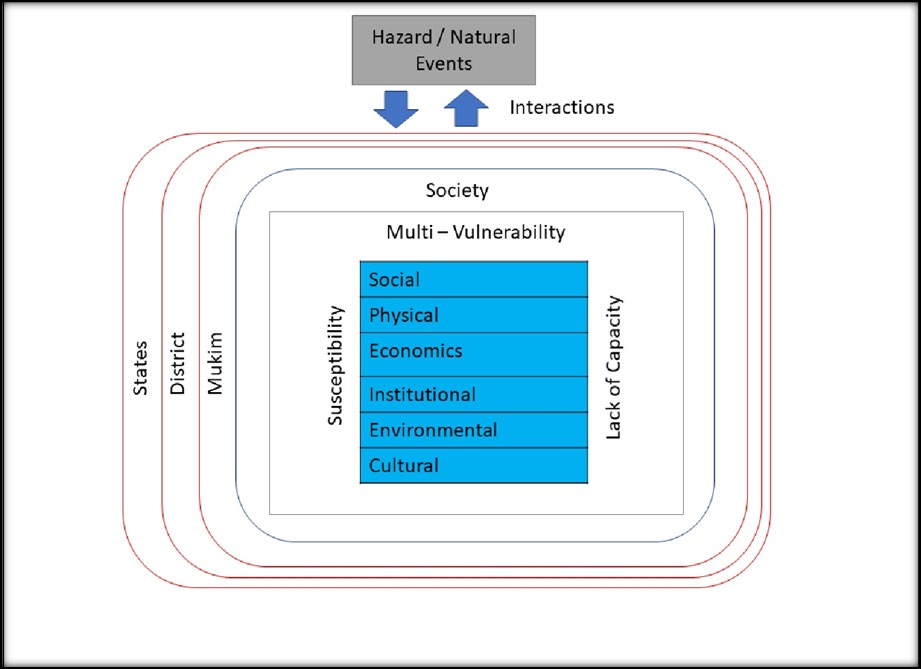 Hazard / Natural
Events
Interactions
Society
Multi – Vulnerability
States
District
Mukim
Susceptibility
Social
Physical
Economics
Institutional
Environmental
Cultural
Lack of Capacity